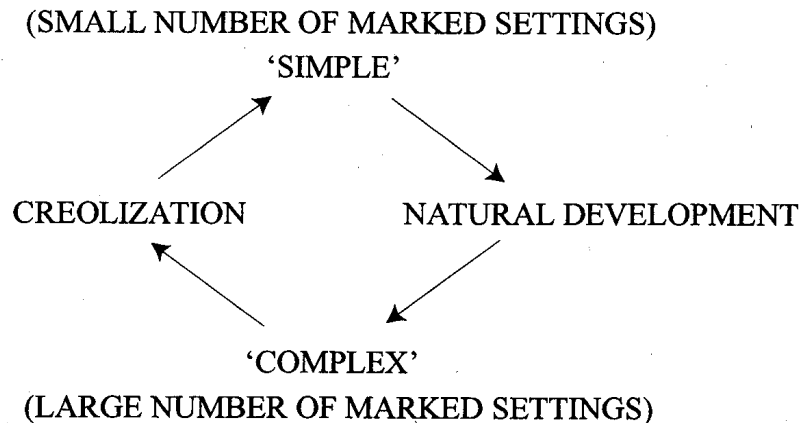 (SMALL NUMBER OF MARKED SETTINGS)
‘SIMPLE’
CREOLIZATION
NATURAL DEVELOPMENT
‘COMPLEX’
(LARGE NUMBER OF MARKED SETTINGS)